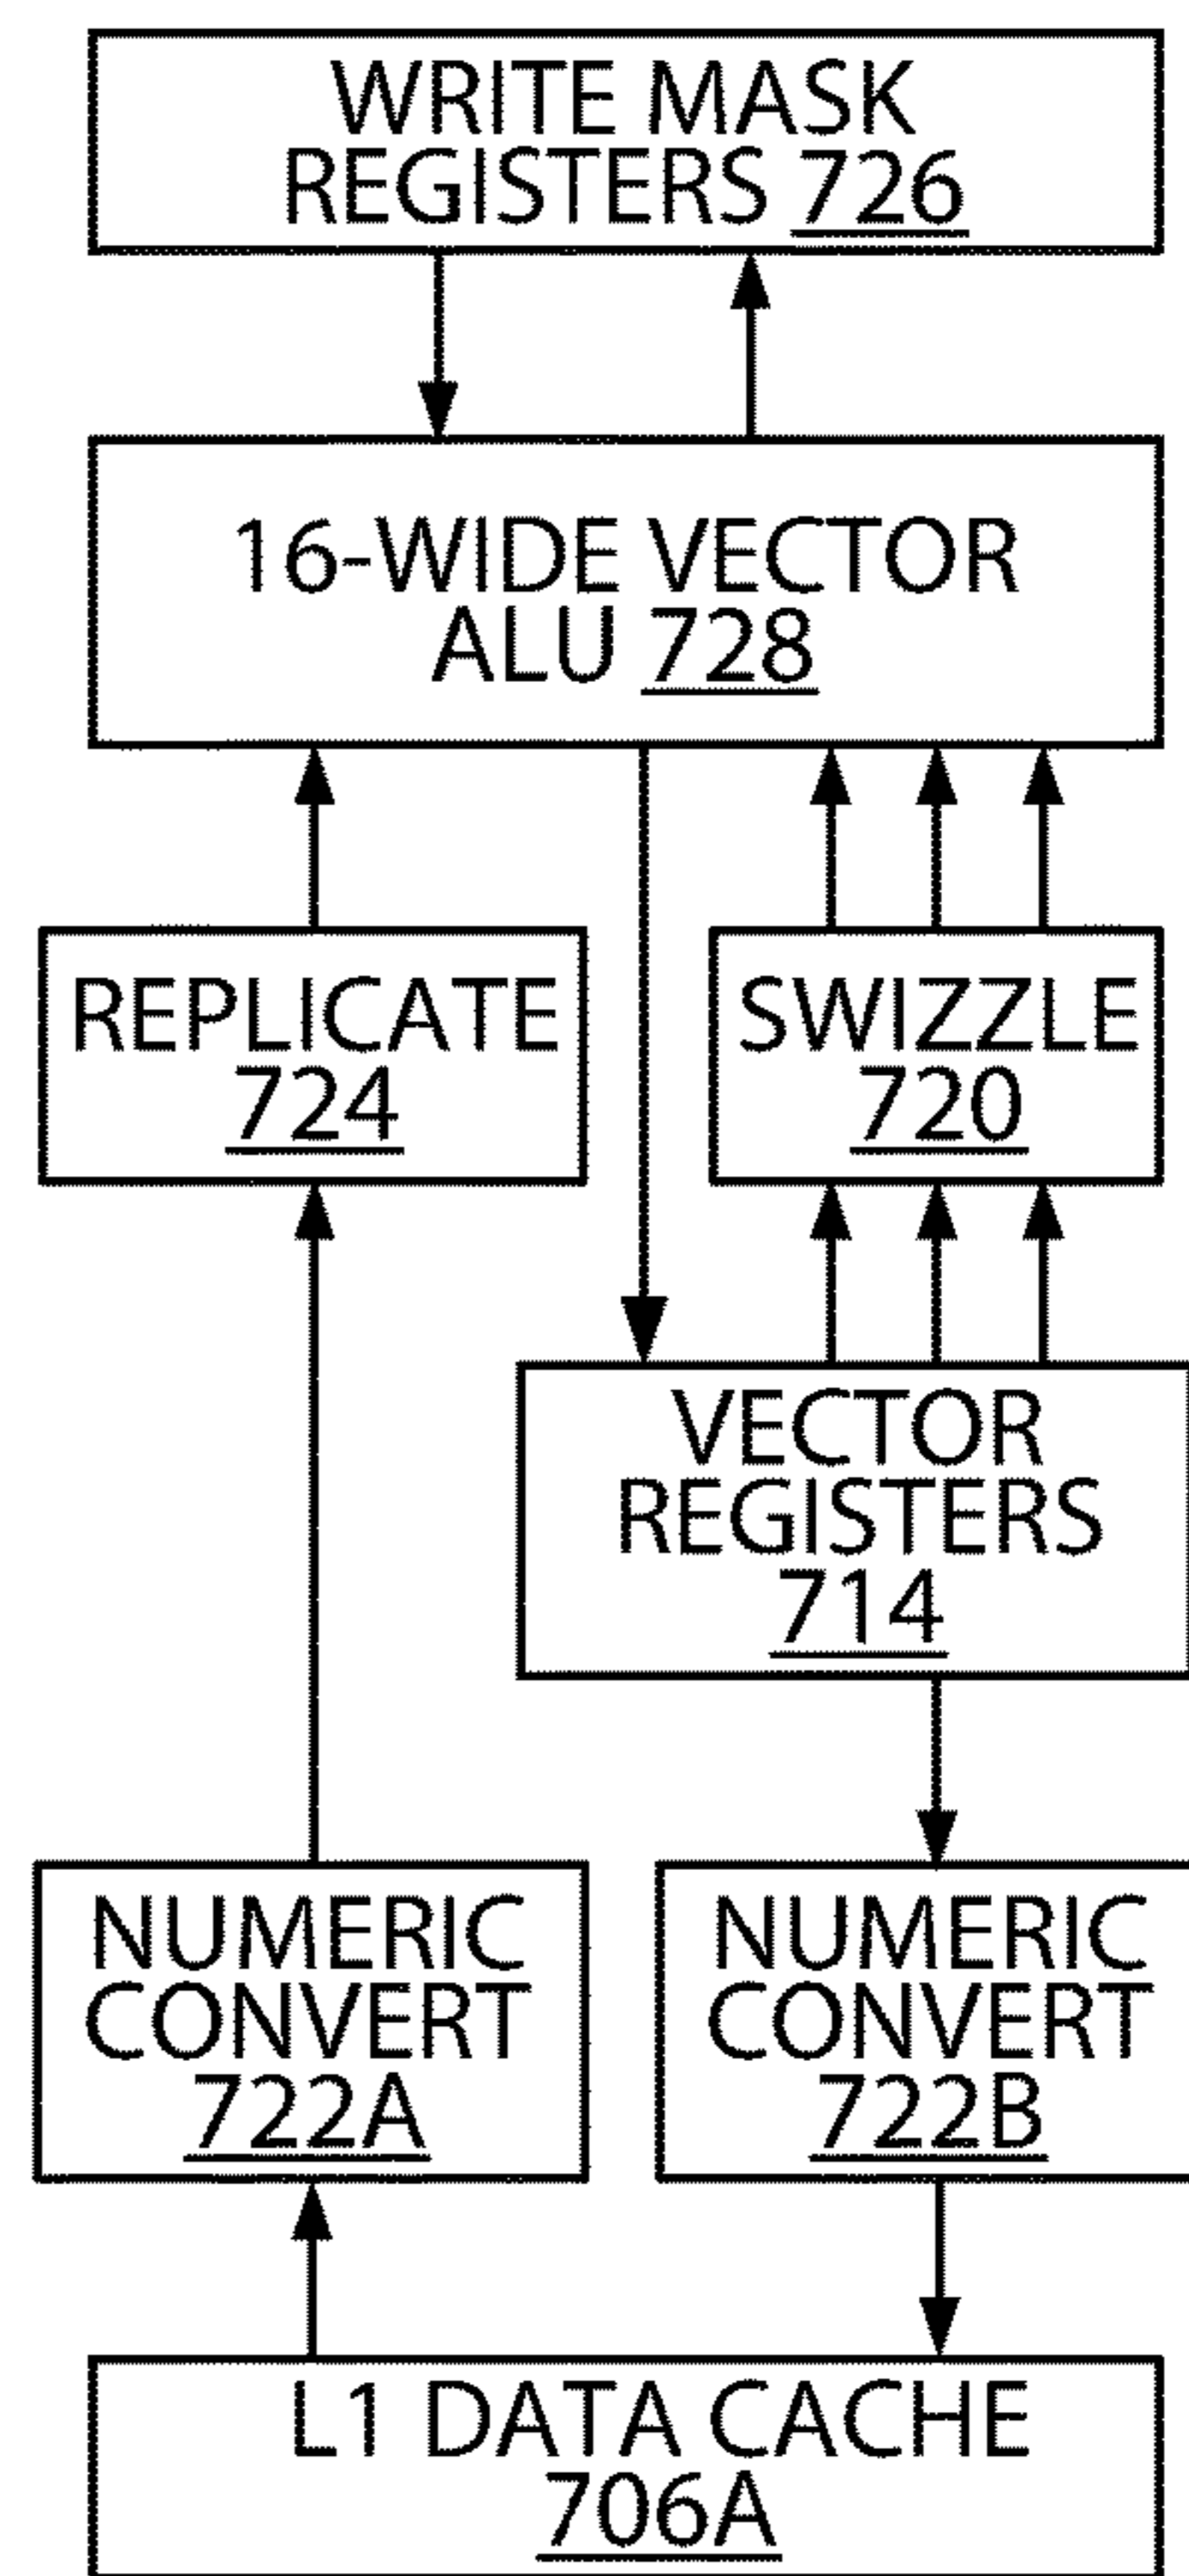 WRITE MASK
REGISTERS 726
16-WIDE VECTOR
ALU 728
REPLICATE
724
SWIZZLE
720
VECTOR
REGISTERS
714
NUMERIC
CONVERT
722A
NUMERIC
CONVERT
722B
L1 DATA CACHE
706A